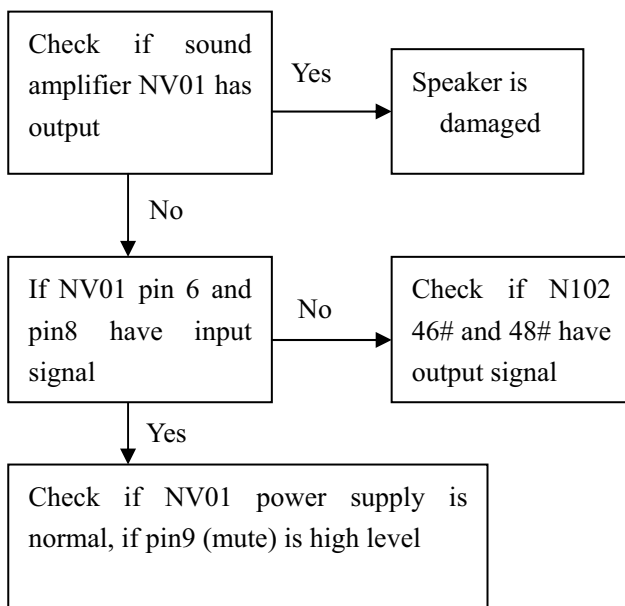 Check if sound
amplifier NV01 has
output
Yes
Speaker is
damaged
No
If NV01 pin 6 and
pin8 have input
signal
No
Check if N102
46# and 48# have
output signal
Yes
Check if NV01 power supply is
normal, if pin9 (mute) is high level